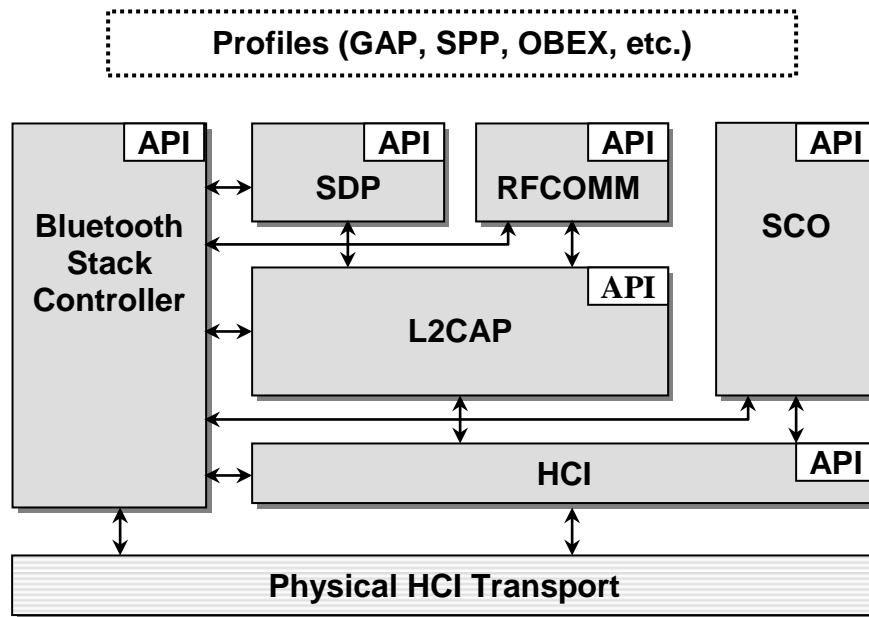 Profiles (GAP, SPP, OBEX, etc.)
API
API
API
API
SDP
RFCOMM
Bluetooth
Stack
Controller
SCO
API
L2CAP
API
HCI
Physical HCI Transport